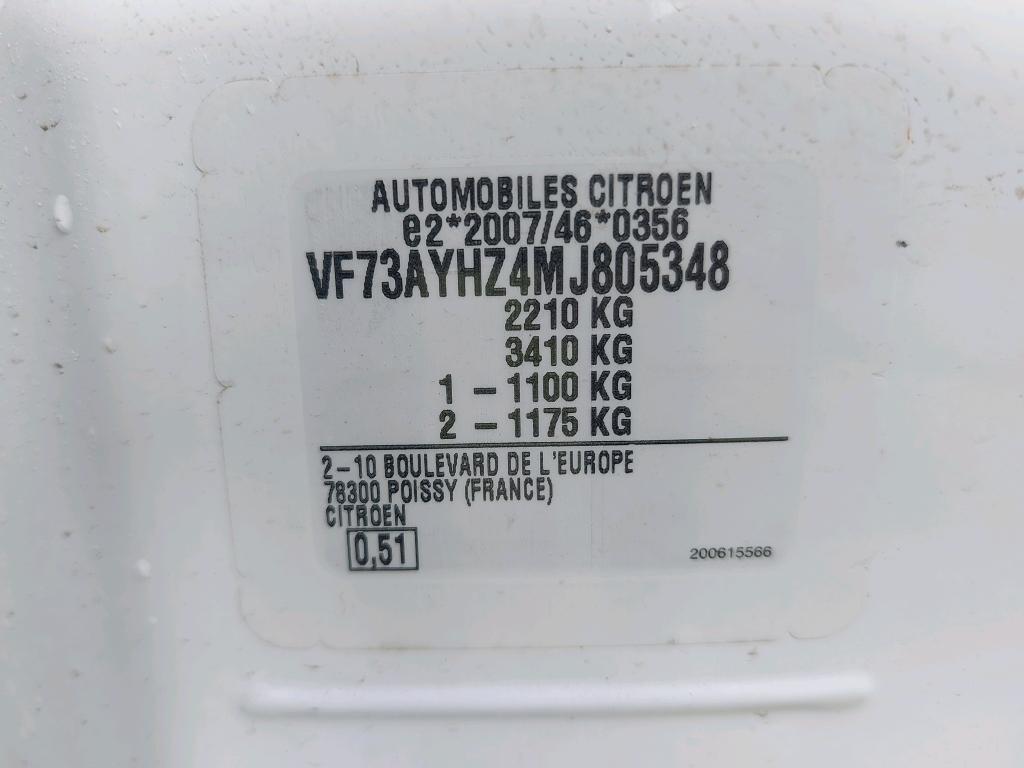 AUTOMOBILES CITROEN
e2*2007/46*0356
VF73AYHZ4MJ805348
2210 KG
3410 KG
1 - 1100 KG
2 - 1175 KG
2-10 BOULEVARD DE L'EUROPE
78300 POISSY (FRANCE)
CITROEN
0,51
200615566